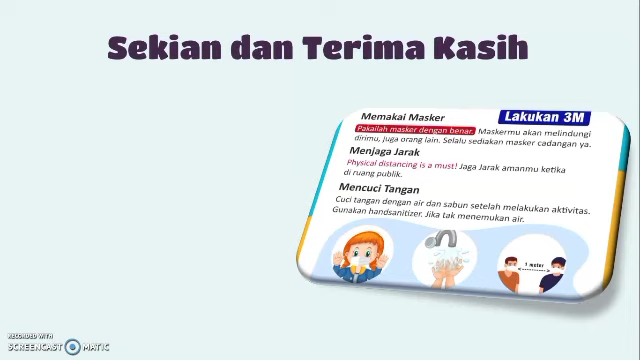 Sekian dan Terima Kasih
Memakai Masker
Lakukan 3M
Pakailah masker dengan benar. Maskermu akan melindungi
dirimu, juga orang lain. Selalu sediakan masker cadangan ya.
Menjaga Jarak
Physical distancing is a must! Jaga Jarak amanmu ketika
di ruang publik.
Mencuci Tangan
Cuci tangan dengan air dan sabun setelah melakukan aktivitas.
Gunakan handsanitizer. Jika tak menemukan air.
1 meter
RECORDED WITH
SCREENCAST MATIC